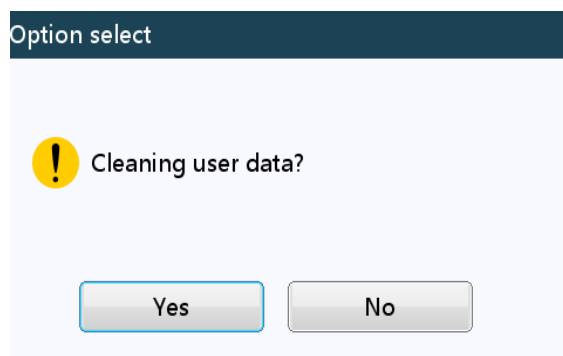 Option select
Cleaning user data?
Yes No